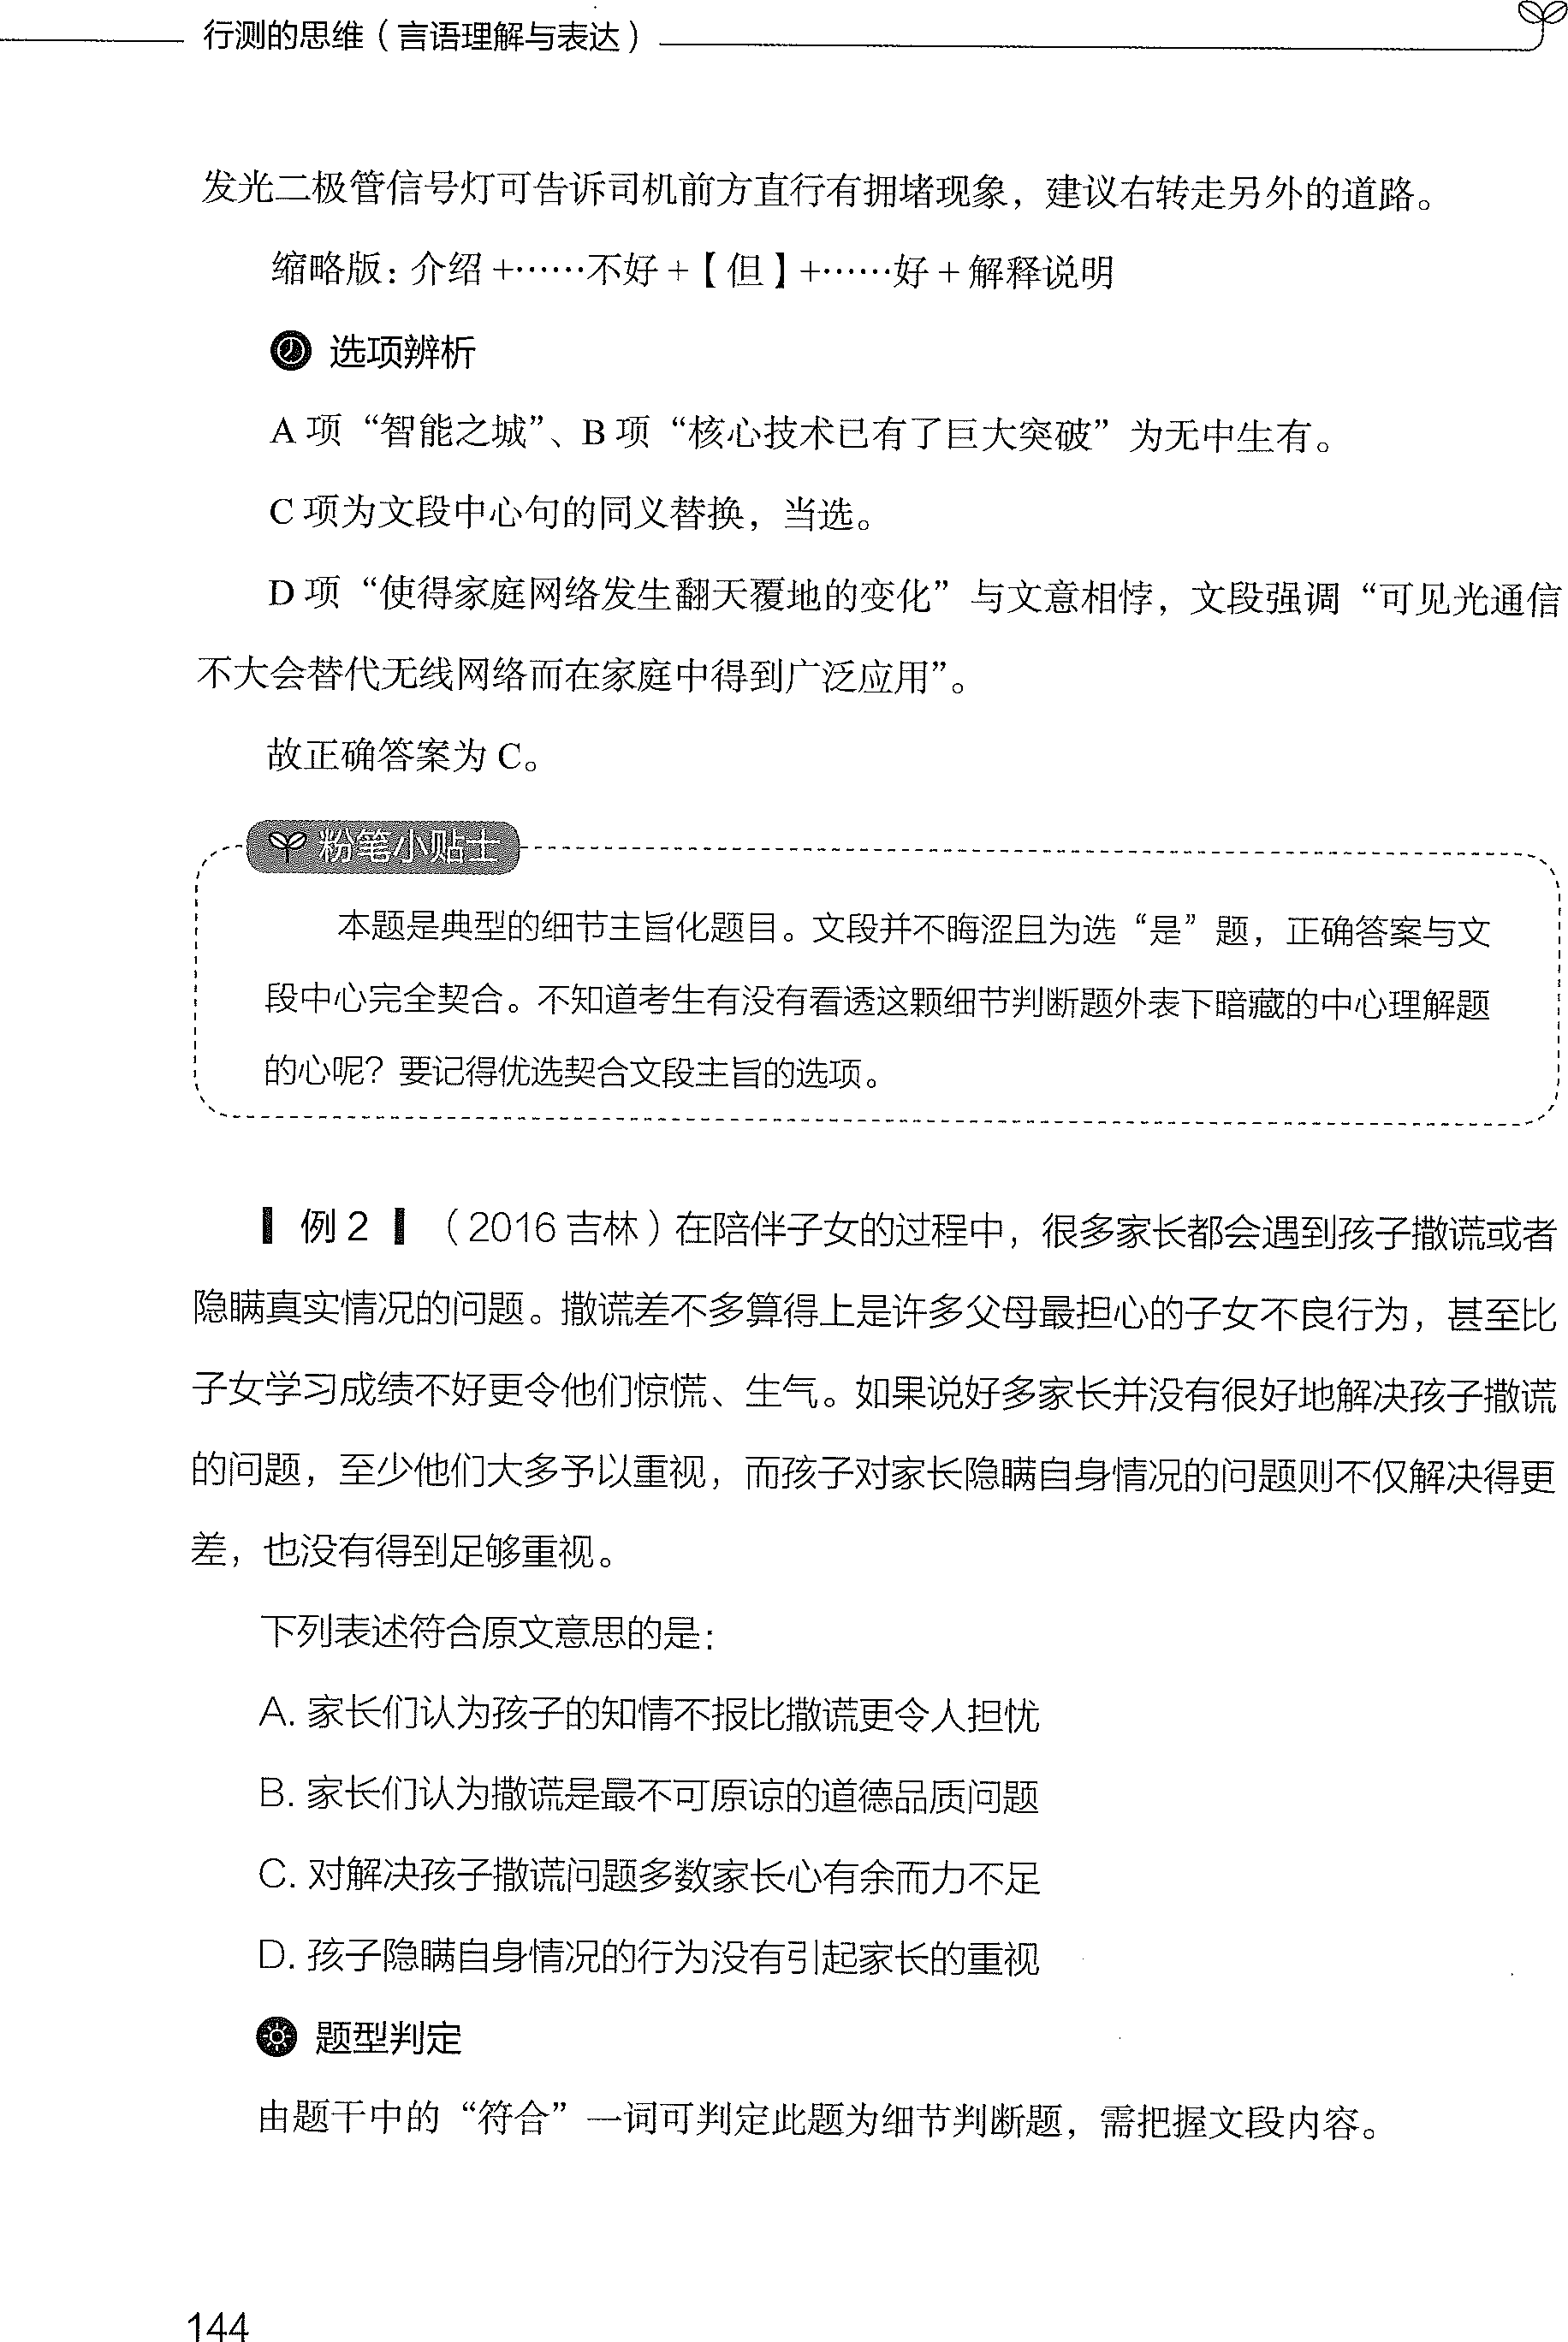 行测的思维（言语理解与表达）
发光二极管信号灯可告诉司机前方直行有拥堵现象，建议右转走另外的道路。
缩略版：介绍+……不好+【但】+……好+解释说明
选项辨析
A 项“智能之城”、B 项“核心技术已有了巨大突破”为无中生有。
C 项为文段中心句的同义替换，当选。
D 项“使得家庭网络发生翻天覆地的变化”与文意相悖，文段强调“可见光通信
不大会替代无线网络而在家庭中得到广泛应用”。
故正确答案为 C。
粉笔小贴士
本题是典型的细节主旨化题目。文段并不晦涩且为选“是”题，正确答案与文
段中心完全契合。不知道考生有没有看透这颗细节判断题外表下暗藏的中心理解题
的心呢？要记得优选契合文段主旨的选项。
例 2 （2016 吉林）在陪伴子女的过程中，很多家长都会遇到孩子撒谎或者
隐瞒真实情况的问题。撒谎差不多算得上是许多父母最担心的子女不良行为，甚至比
子女学习成绩不好更令他们惊慌、生气。如果说好多家长并没有很好地解决孩子撒谎
的问题，至少他们大多予以重视，而孩子对家长隐瞒自身情况的问题则不仅解决得更
差，也没有得到足够重视。
下列表述符合原文意思的是：
A. 家长们认为孩子的知情不报比撒谎更令人担忧
B. 家长们认为撒谎是最不可原谅的道德品质问题
C. 对解决孩子撒谎问题多数家长心有余而力不足
D. 孩子隐瞒自身情况的行为没有引起家长的重视
题型判定
由题干中的“符合”一词可判定此题为细节判断题，需把握文段内容。
144